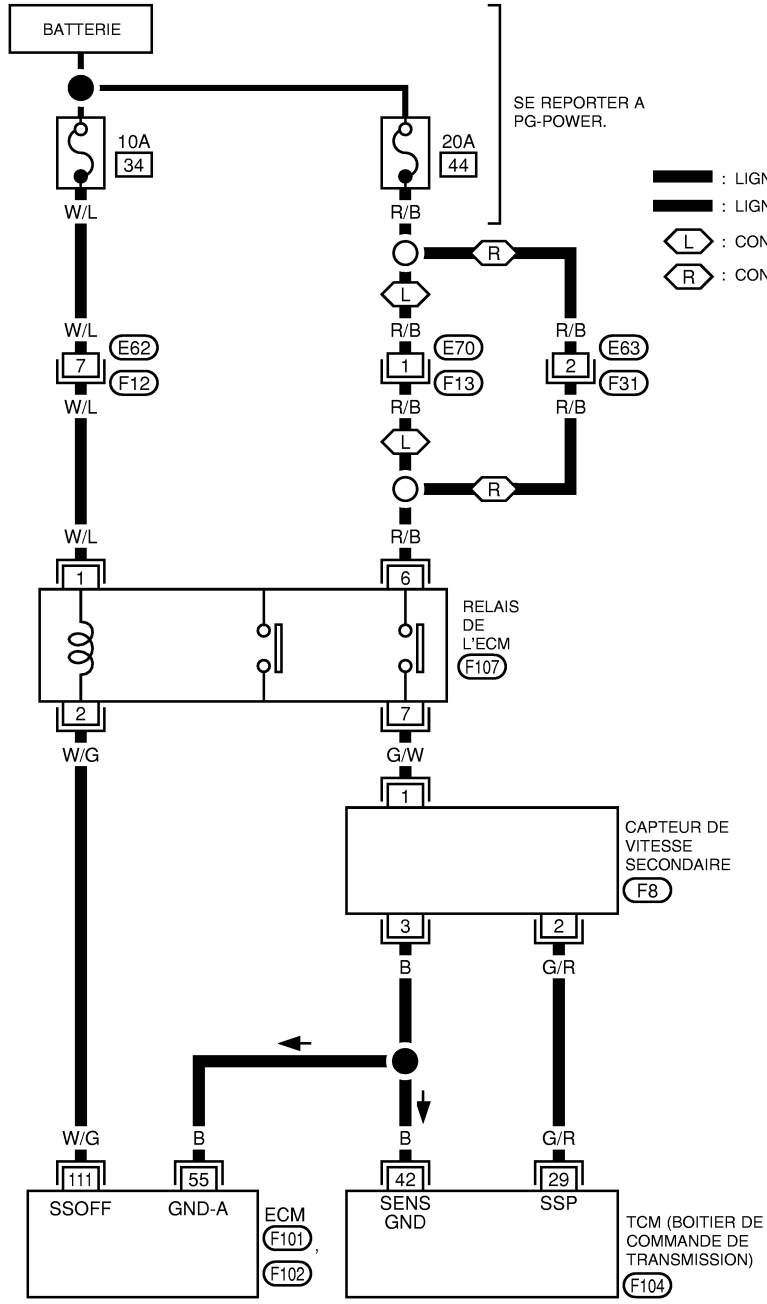 BATTERIE
SE REPORTER A
PG-POWER.
10A
34
20A
44
: LIGN
: LIGN
L : CON
R : CON
W/L
R/B
R
L
W/L
R/B
R/B
7
E62
F12
1
E70
F13
2
E63
F31
W/L
R/B
R/B
L
R
W/L
R/B
1
6
RELAIS
DE
L'ECM
F107
2
7
W/G
G/W
1
CAPTEUR DE
VITESSE
SECONDAIRE
F8
3
2
B
G/R
W/G
B
B
G/R
111
55
42
29
SSOFF
GND-A
SENS
GND
SSP
ECM
F101 ,
F102
TCM (BOITIER DE
COMMANDE DE
TRANSMISSION)
F104